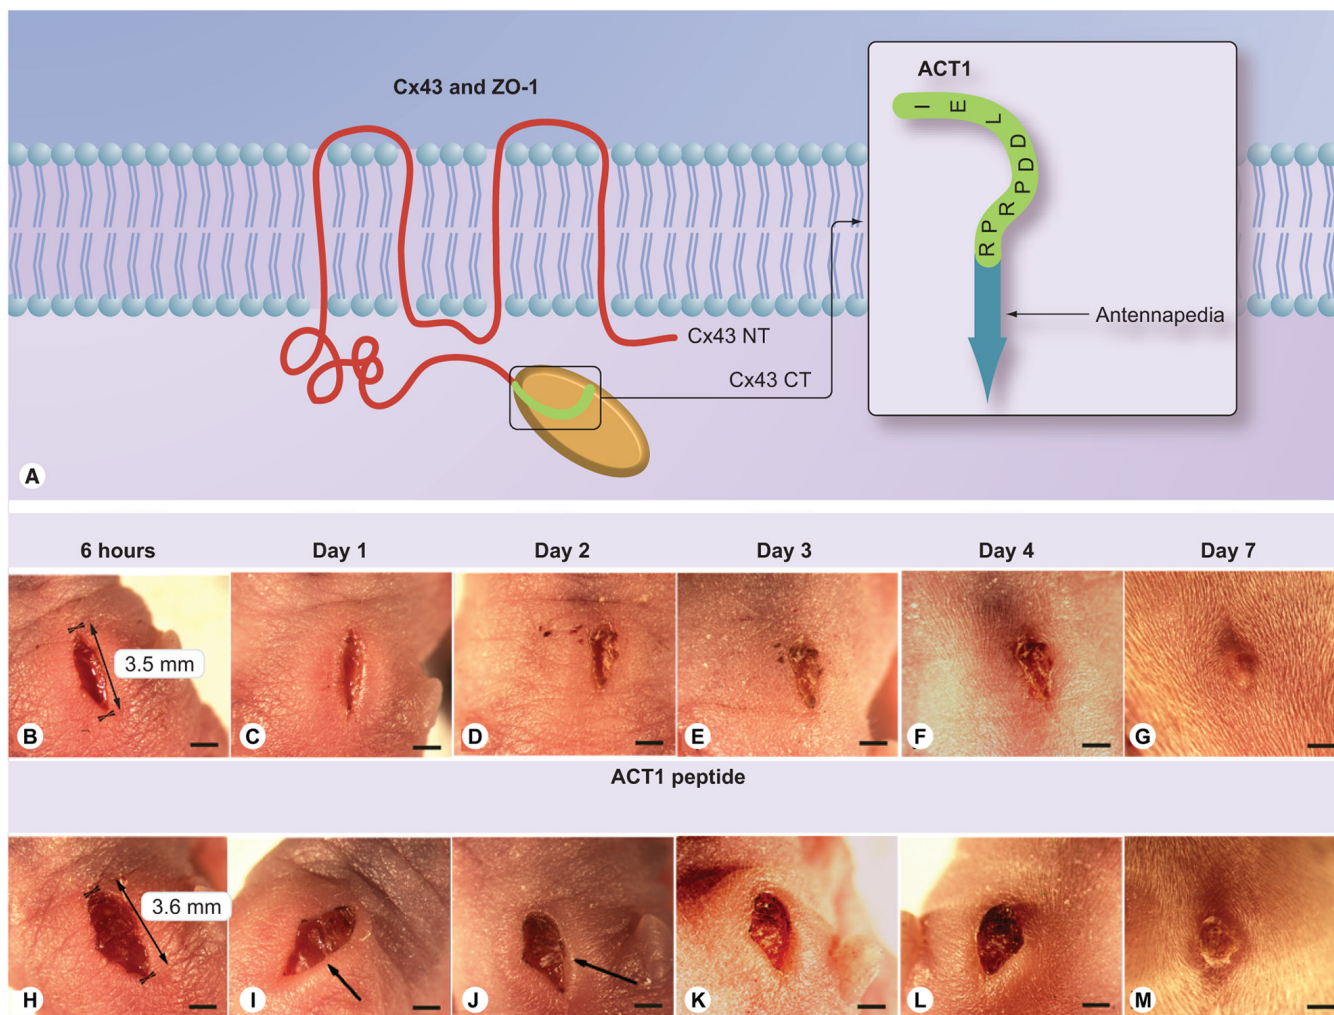 Cx43 and ZO-1
ACT1
I E L D D P R P R
Antennapedia
Cx43 NT
Cx43 CT
A
6 hours
Day 1
Day 2
Day 3
Day 4
Day 7
3.5 mm
B
C
D
E
F
G
ACT1 peptide
3.6 mm
H
I
J
K
L
M